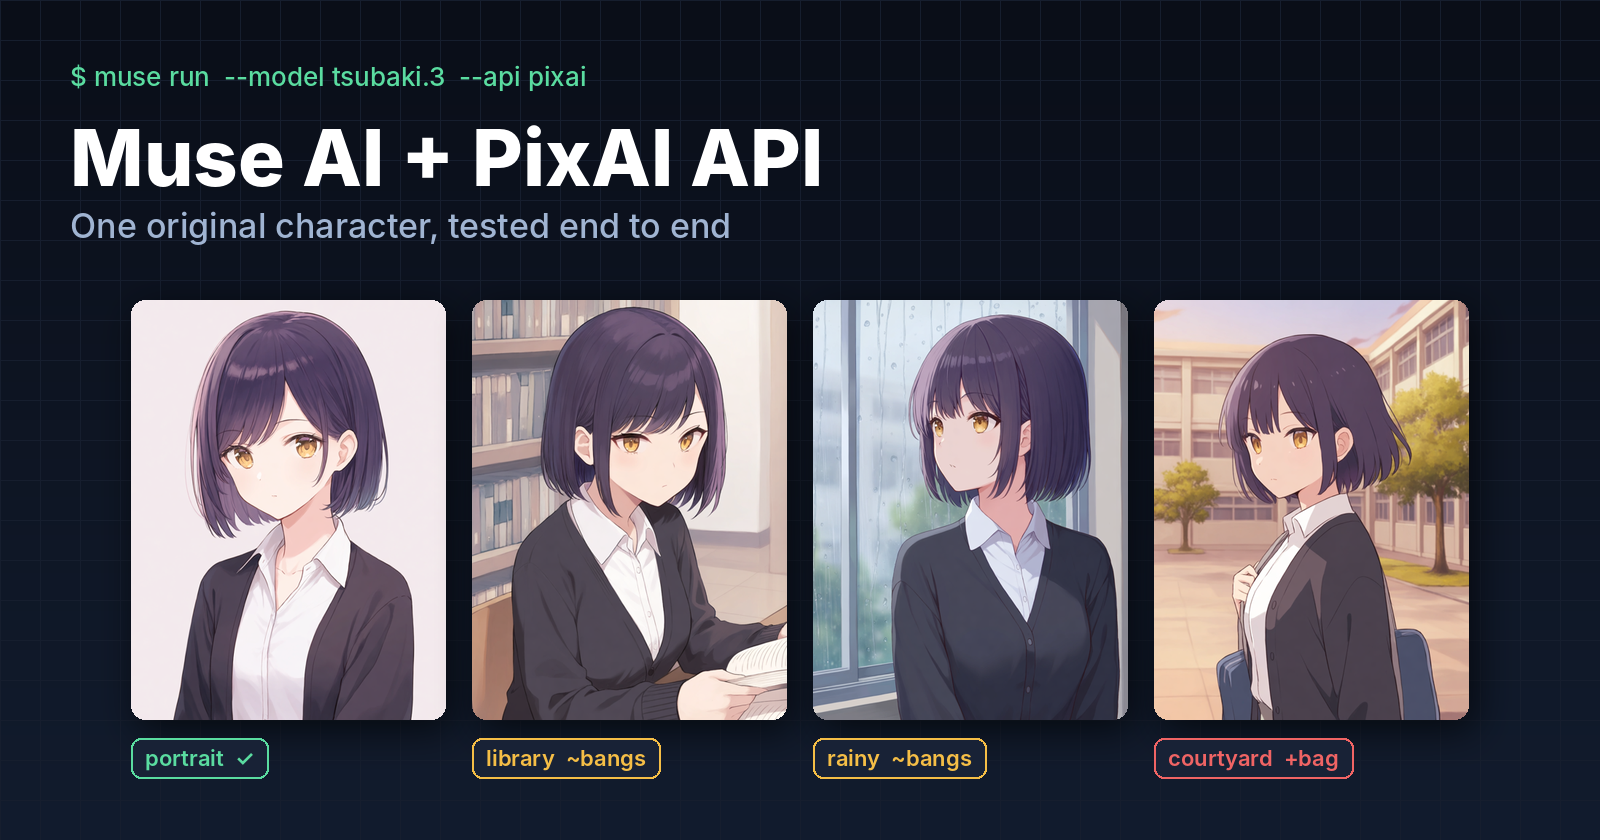 $ muse run --model tsubaki.3 --api pixai
Muse AI + PixAI API
One original character, tested end to end
portrait ✓
library ~bangs
rainy ~bangs
courtyard +bag